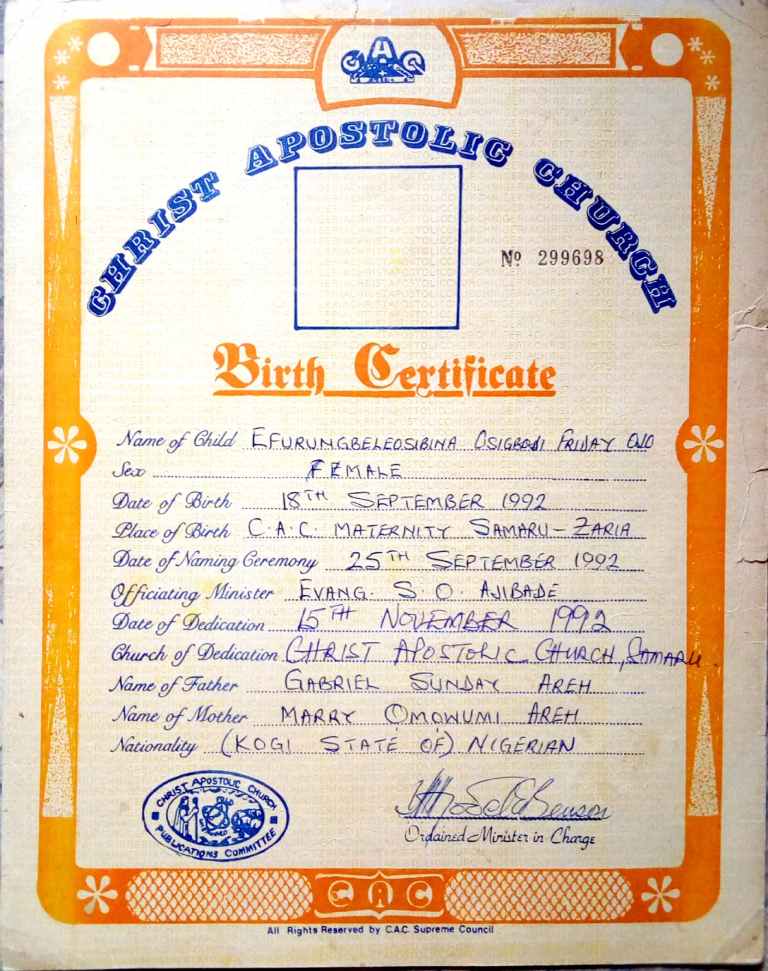 CAC
CHRIST APOSTOLIC CHURCH
Nº 299698
Birth Certificate
Name of Child EFURUNGBELEOSIBINA OSIGBODI FRIDAY OJO
Sex FEMALE
Date of Birth 18TH SEPTEMBER 1992
Place of Birth C.A.C. MATERNITY SAMARU-ZARIA
Date of Naming Ceremony 25TH SEPTEMBER 1992
Officiating Minister EVANG. S. O. AJIBADE
Date of Dedication 15TH NOVEMBER 1992
Church of Dedication CHRIST APOSTOLIC CHURCH, SAMARU.
Name of Father GABRIEL SUNDAY AREH
Name of Mother MARRY OMOWUMI AREH
Nationality (KOGI STATE OF) NIGERIAN
CHRIST APOSTOLIC CHURCH
PUBLICATIONS COMMITTEE
Ordained Minister in Charge
CAC
All Rights Reserved by C.A.C. Supreme Council